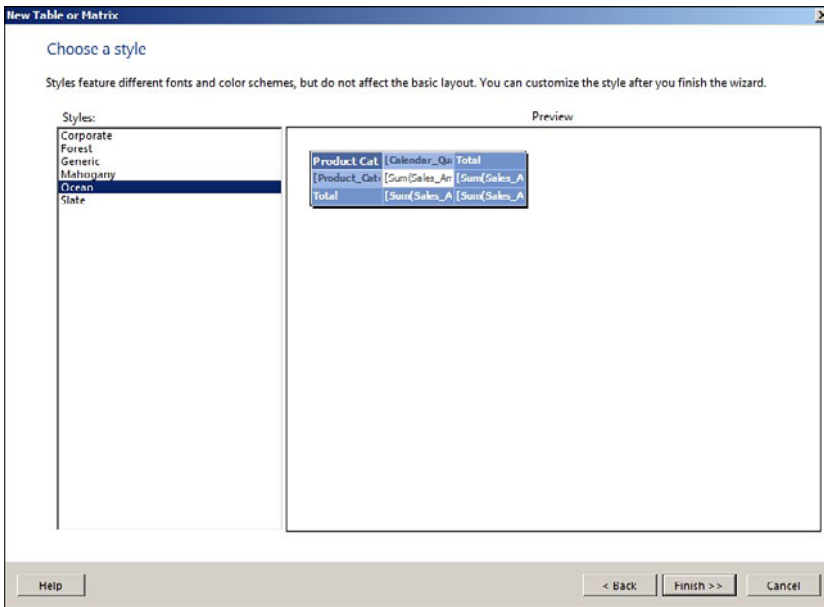 New Table or Matrix
Choose a style
Styles feature different fonts and color schemes, but do not affect the basic layout. You can customize the style after you finish the wizard.
Styles:
Preview
Corporate
Forest
Generic
Mahogany
Ocean
Slate
Product Cat [Calendar_Qu Total
[Product_Cat [Sum(Sales_Am [Sum(Sales_A
Total [Sum(Sales_A [Sum(Sales_A
Help
< Back
Finish >>
Cancel